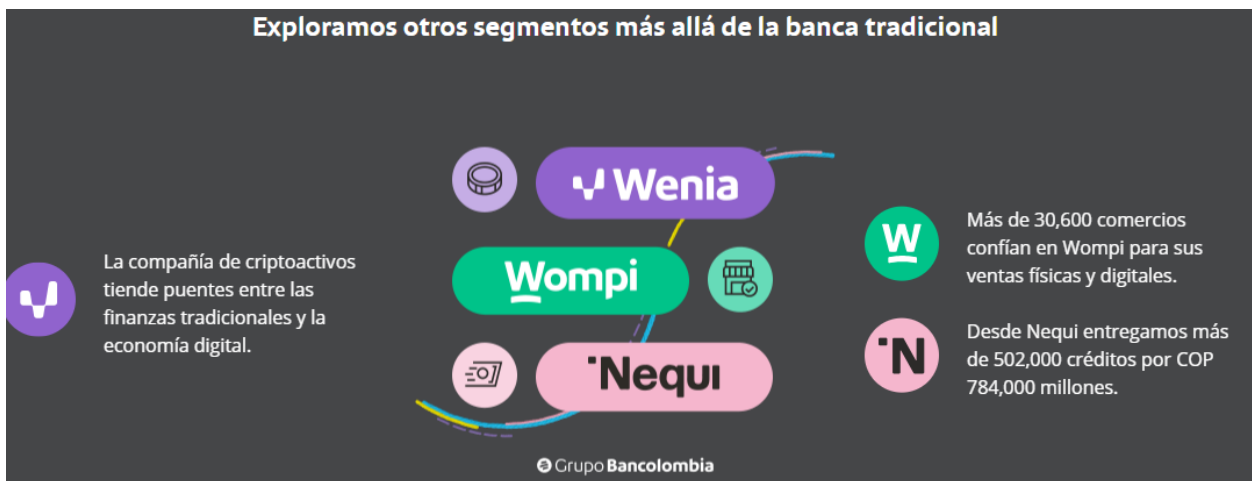 Exploramos otros segmentos más allá de la banca tradicional
La compañía de criptoactivos
tiende puentes entre las
finanzas tradicionales y la
economía digital.
Wenia
Wompi
Nequi
W
Más de 30,600 comercios
confían en Wompi para sus
ventas físicas y digitales.
N
Desde Nequi entregamos más
de 502,000 créditos por COP
784,000 millones.
Grupo Bancolombia